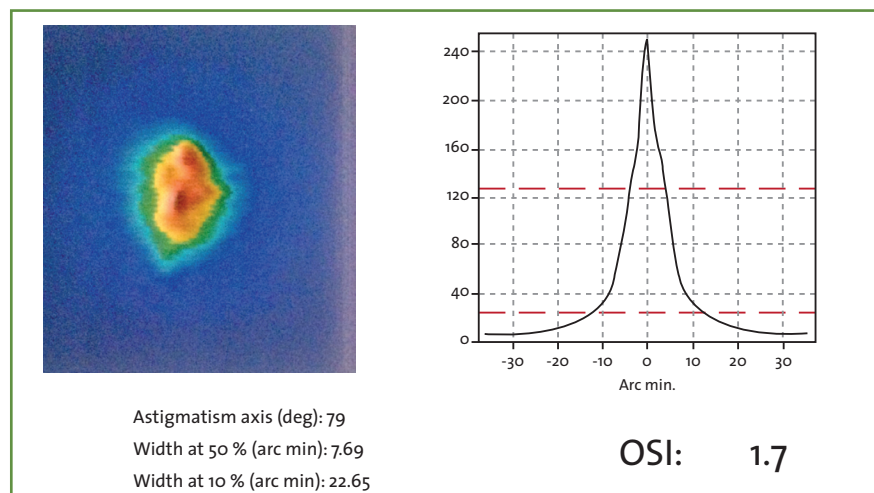 240
200
160
120
80
40
0
-30 -20 -10 0 10 20 30
Arc min.
Astigmatism axis (deg): 79
Width at 50 % (arc min): 7.69
Width at 10 % (arc min): 22.65
OSI: 1.7